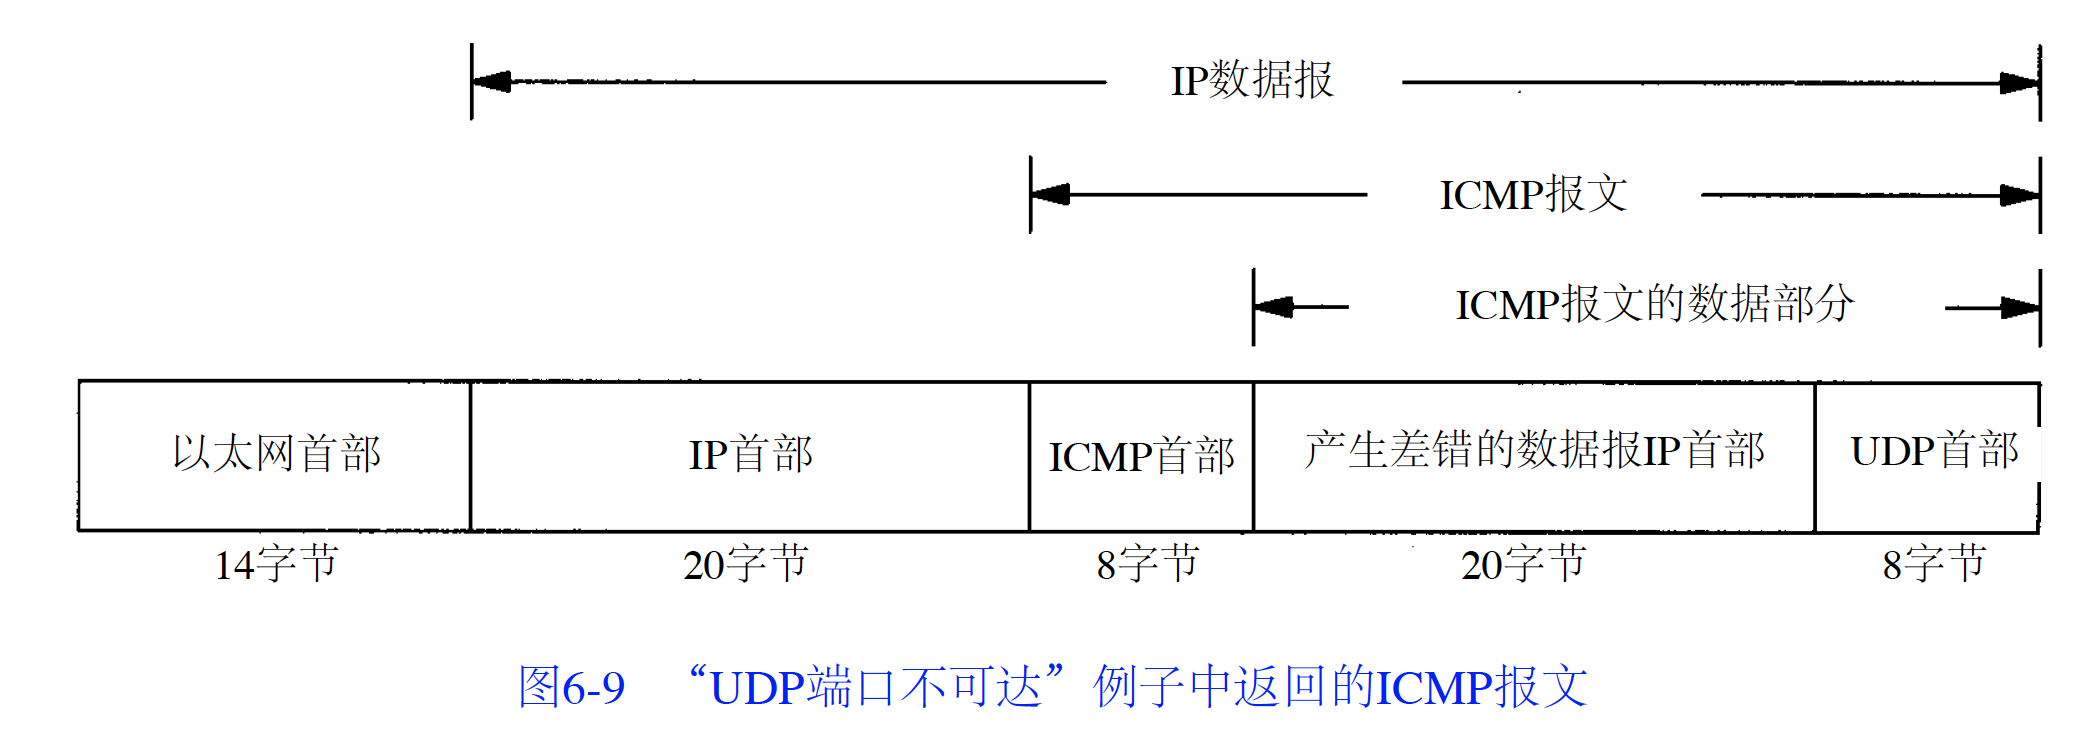 IP数据报
ICMP报文
ICMP报文的数据部分
以太网首部 IP首部 ICMP首部 产生差错的数据报IP首部 UDP首部
14字节 20字节 8字节 20字节 8字节
图6-9 “UDP端口不可达”例子中返回的ICMP报文